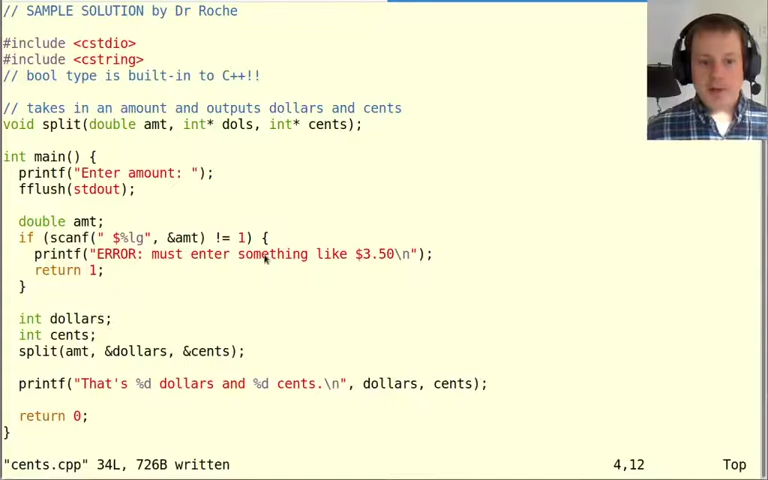 // SAMPLE SOLUTION by Dr Roche
#include <cstdio>
#include <cstring>
// bool type is built-in to C++!!
// takes in an amount and outputs dollars and cents
void split(double amt, int* dols, int* cents);
int main() {
  printf("Enter amount: ");
  fflush(stdout);
  double amt;
  if (scanf(" $%lg", &amt) != 1) {
    printf("ERROR: must enter something like $3.50\n");
    return 1;
  }
  int dollars;
  int cents;
  split(amt, &dollars, &cents);
  printf("That's %d dollars and %d cents.\n", dollars, cents);
  return 0;
}
"cents.cpp" 34L, 726B written 4,12 Top